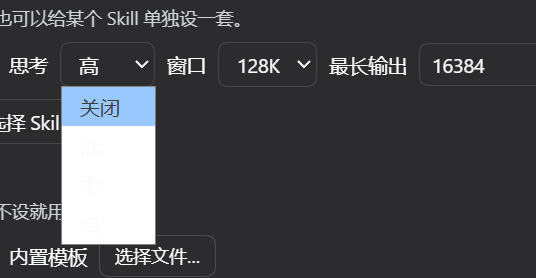 也可以给某个 Skill 单独设一套。
思考 高 窗口 128K 最长输出 16384
关闭
选择 Skil
低
中
高
不设就用
内置模板 选择文件...